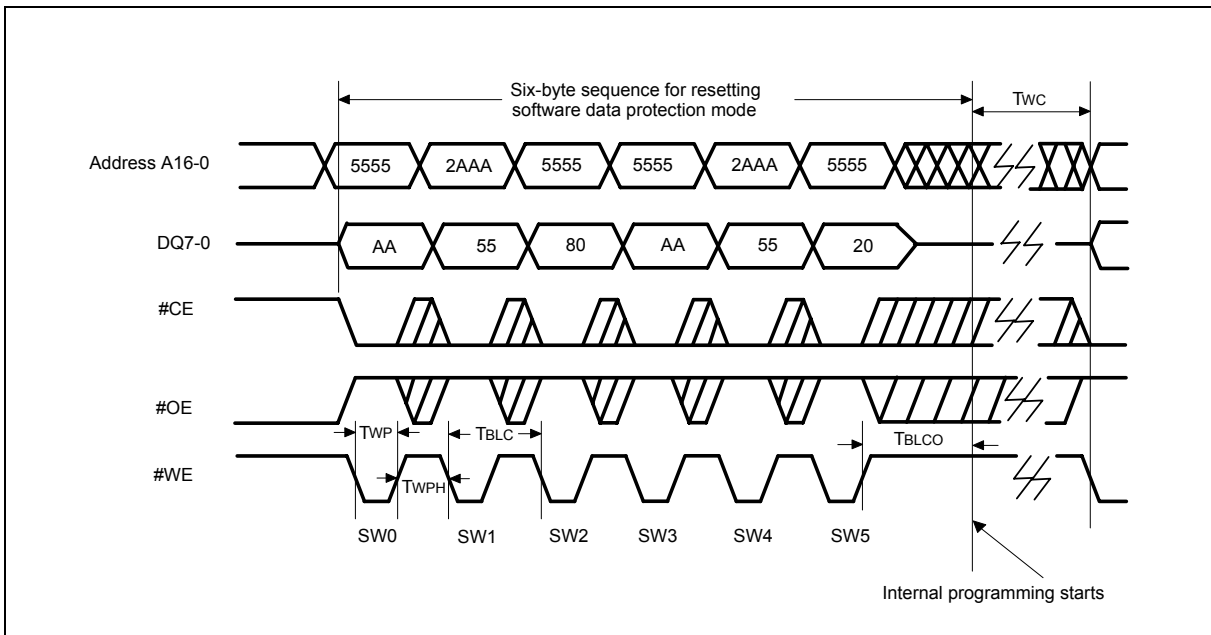 Six-byte sequence for resetting
software data protection mode
TWC
Address A16-0
5555
2AAA
5555
5555
2AAA
5555
DQ7-0
AA
55
80
AA
55
20
#CE
#OE
TWP
TBLC
TBLCO
#WE
TWPH
SW0
SW1
SW2
SW3
SW4
SW5
Internal programming starts